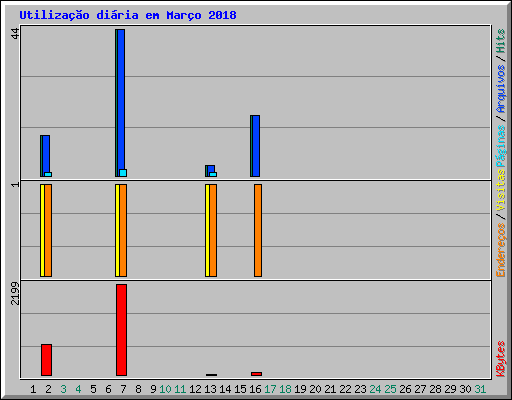 Utilização diária em Março 2018
44
1
2199
KBytes
Endereços / Visitas Páginas / Arquivos / Hits
1 2 3 4 5 6 7 8 9 10 11 12 13 14 15 16 17 18 19 20 21 22 23 24 25 26 27 28 29 30 31